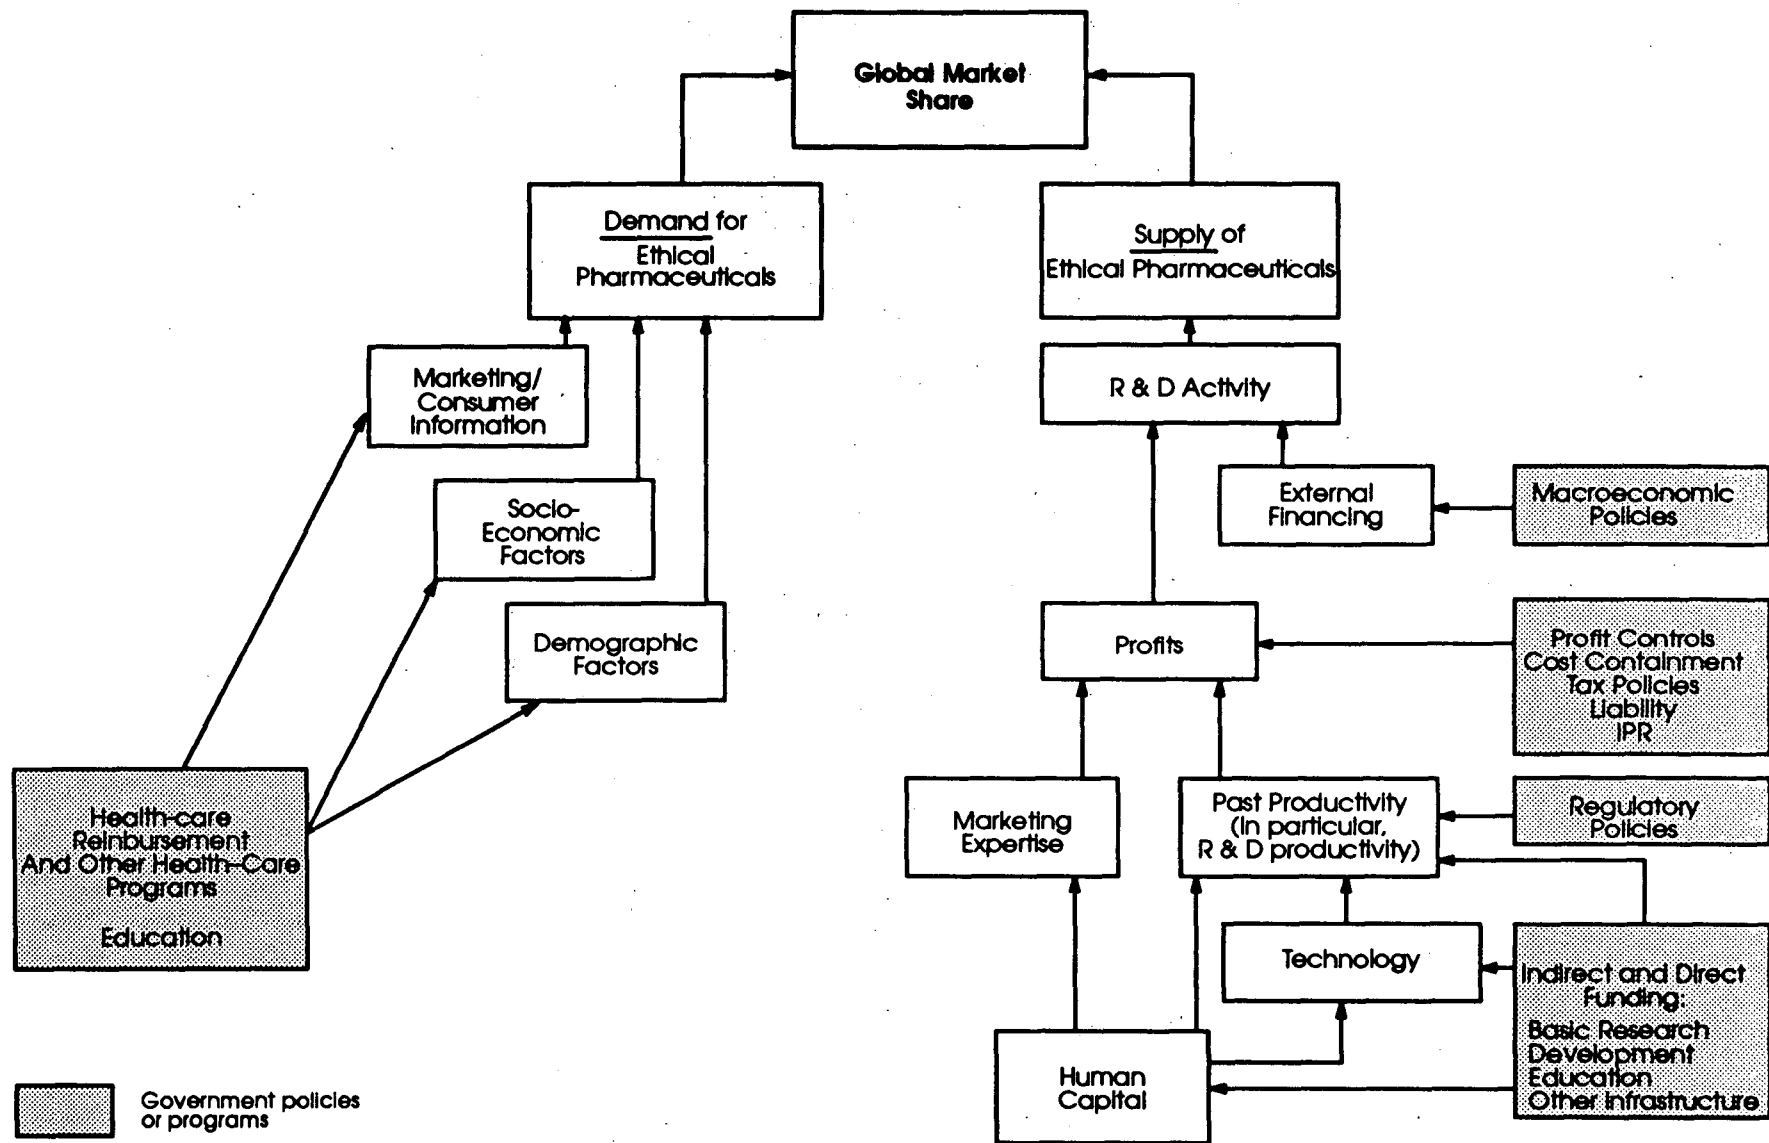 Global Market
Share
Demand for
Ethical
Pharmaceuticals
Supply of
Ethical Pharmaceuticals
Marketing/
Consumer
Information
R & D Activity
Socio-
Economic
Factors
External
Financing
Macroeconomic
Policies
Demographic
Factors
Profits
Profit Controls
Cost Containment
Tax Policies
Liability
IPR
Health-care
Reinbursement
And Other Health-Care
Programs
Education
Marketing
Expertise
Past Productivity
(In particular,
R & D productivity)
Regulatory
Policies
Technology
Indirect and Direct
Funding:
Basic Research
Development
Education
Other Infrastructure
Human
Capital
Government policies
or programs